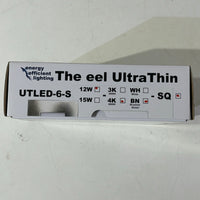 energy
efficient
lighting
The eel UltraThin
UTLED-6-S
12W - 3K WH - SQ
15W 4K BN